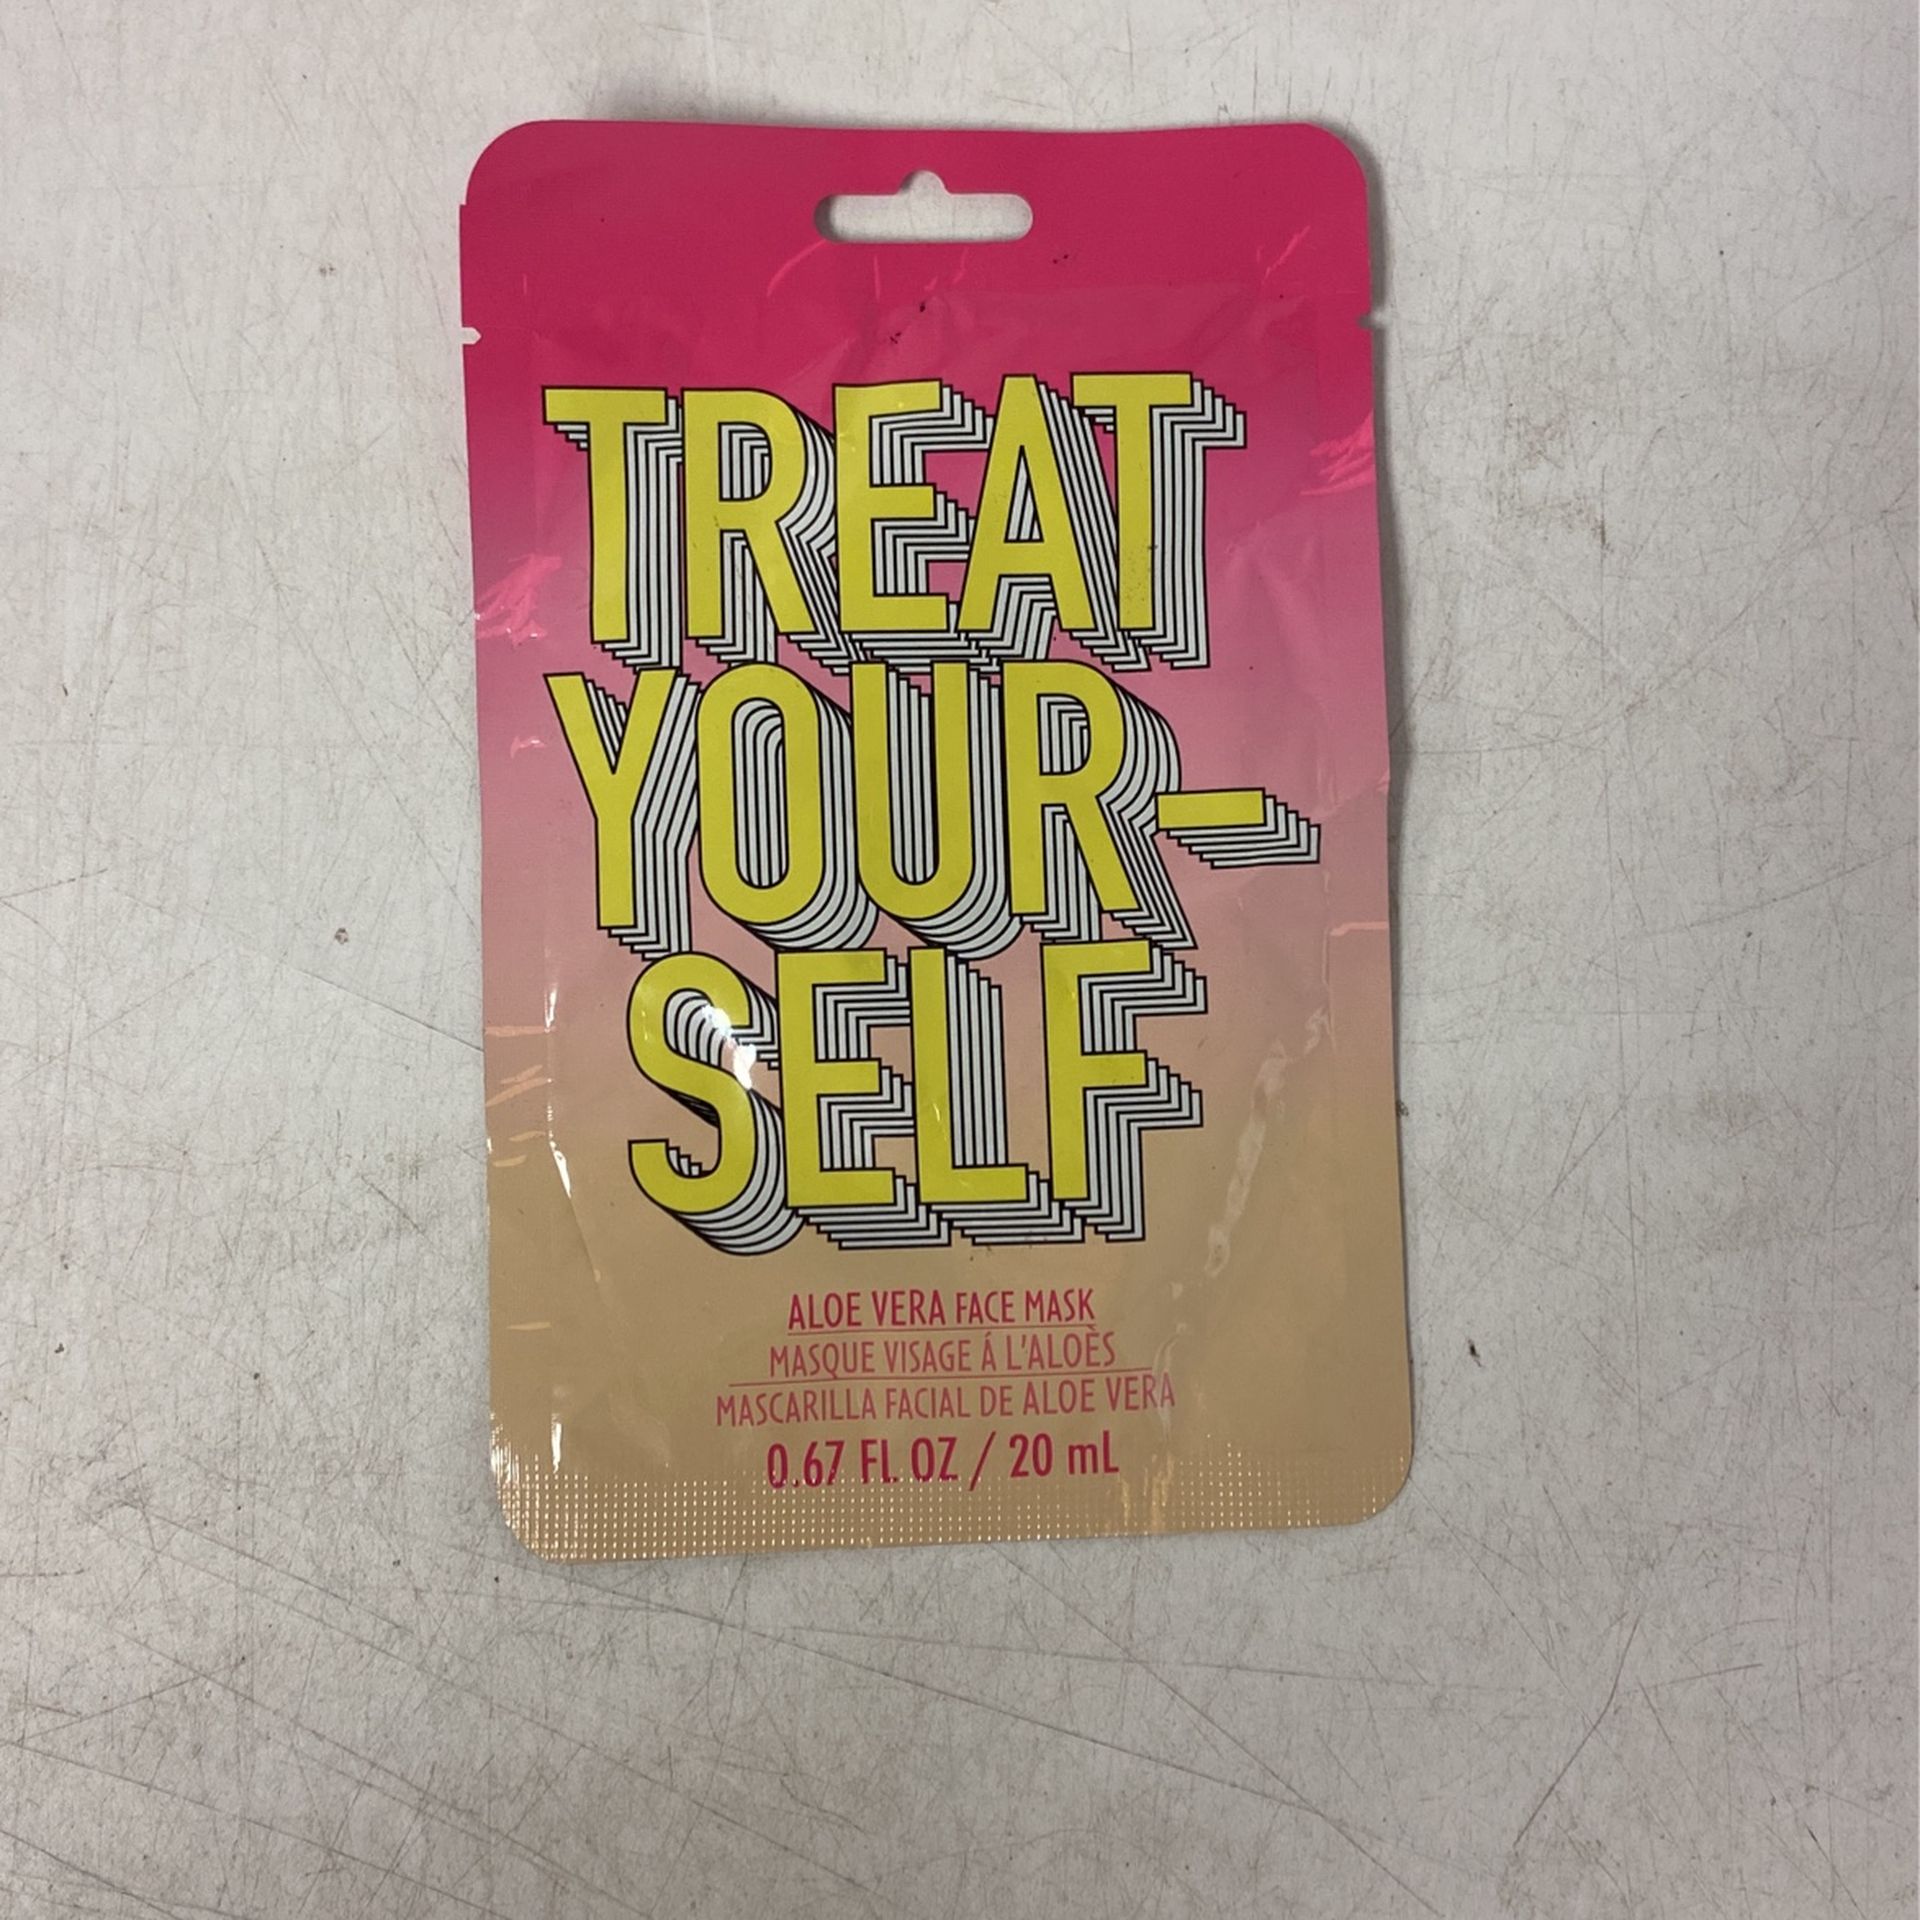 TREAT
YOUR-
SELF
ALOE VERA FACE MASK
MASQUE VISAGE Á L'ALOÈS
MASCARILLA FACIAL DE ALOE VERA
0.67 FL OZ / 20 mL